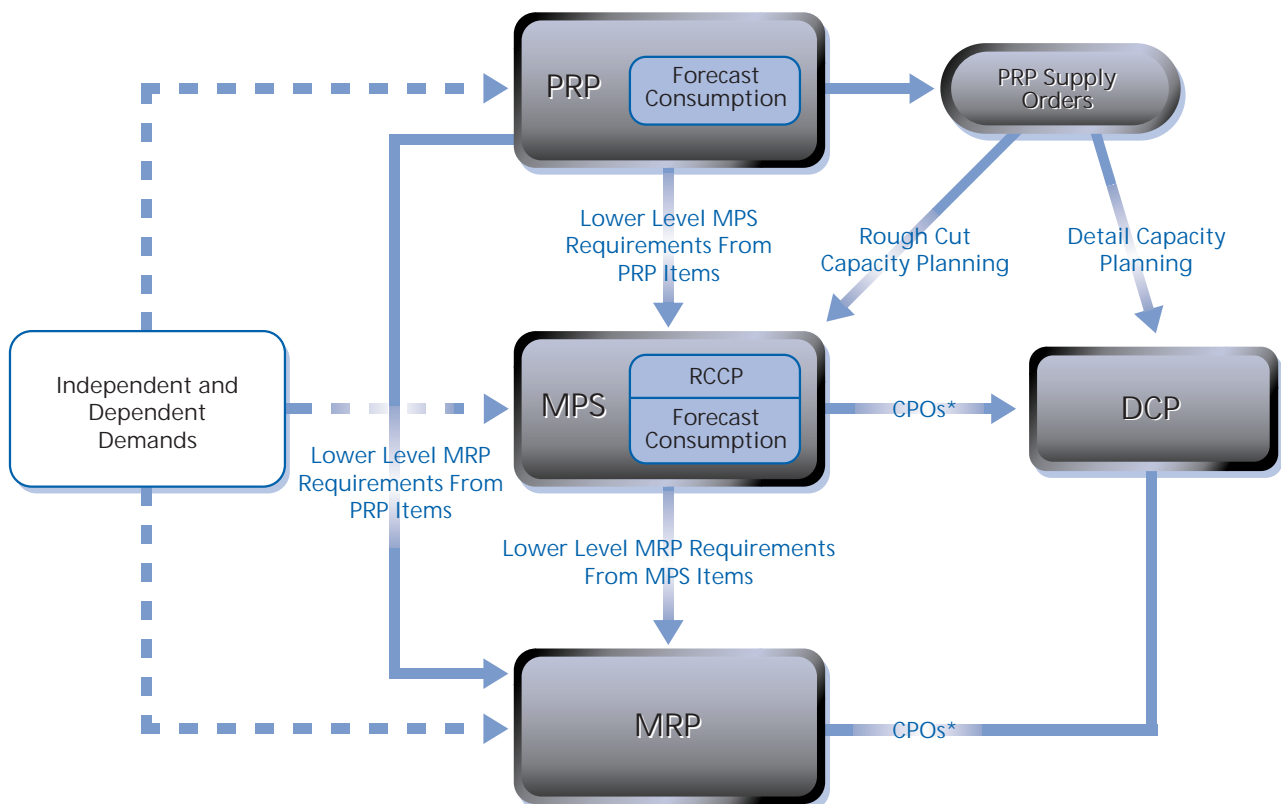 PRP
Forecast
Consumption
PRP Supply
Orders
Lower Level MPS
Requirements From
PRP Items
Rough Cut
Capacity Planning
Detail Capacity
Planning
Independent and
Dependent
Demands
MPS
RCCP
Forecast
Consumption
CPOs*
DCP
Lower Level MRP
Requirements From
PRP Items
Lower Level MRP Requirements
From MPS Items
MRP
CPOs*